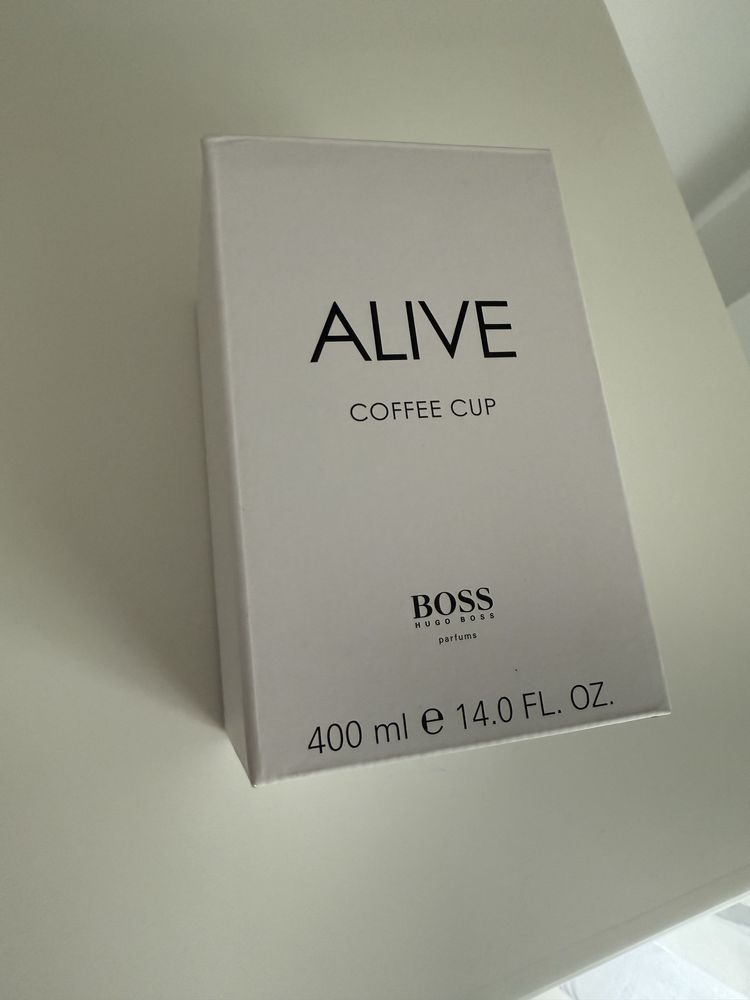 ALIVE
COFFEE CUP
BOSS
HUGO BOSS
parfums
400 ml e 14.0 FL. OZ.